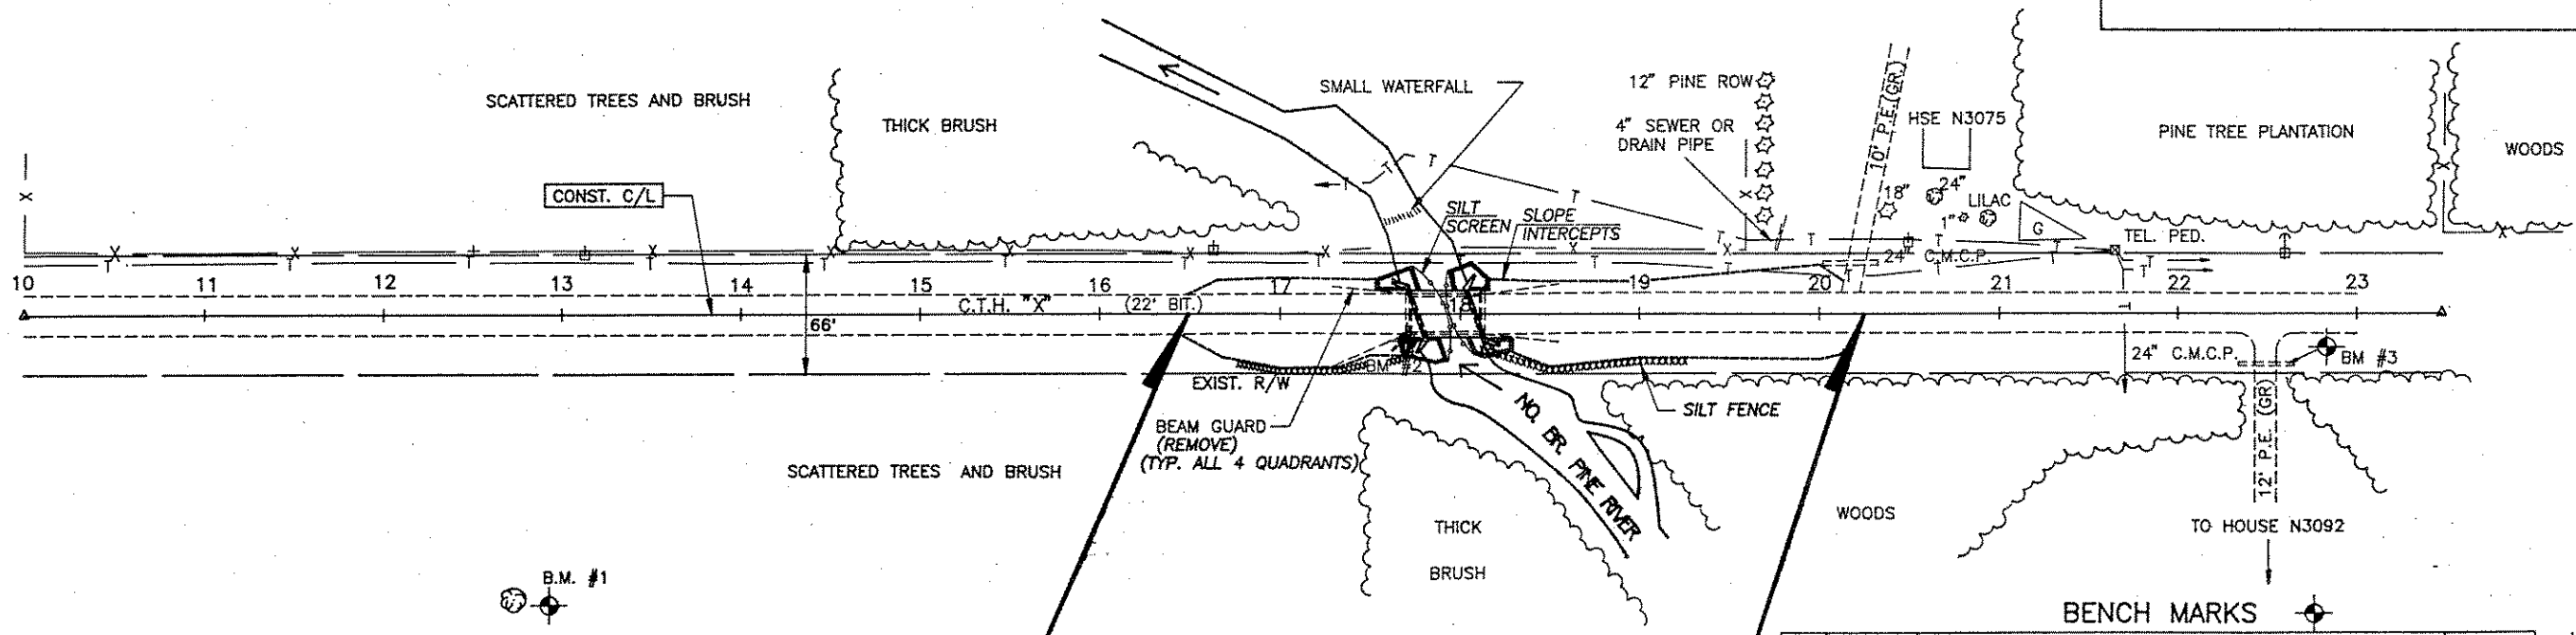 SCATTERED TREES AND BRUSH
THICK BRUSH
CONST. C/L
SMALL WATERFALL
12" PINE ROW
4" SEWER OR
DRAIN PIPE
10' P.E.(GR.)
HSE N3075
18"
24"
LILAC
1"
G
PINE TREE PLANTATION
WOODS
SILT
SCREEN
SLOPE
INTERCEPTS
TEL. PED.
24" C.M.C.P.
10
11
12
13
14
15
16
17
18
19
20
21
22
23
C.T.H. "X"
(22' BIT.)
66'
EXIST. R/W
BM #2
BEAM GUARD
(REMOVE)
(TYP. ALL 4 QUADRANTS)
NO. BR. PINE RIVER
SILT FENCE
24" C.M.C.P.
BM #3
12' P.E. (GR)
SCATTERED TREES AND BRUSH
THICK
BRUSH
WOODS
TO HOUSE N3092
B.M. #1
BENCH MARKS